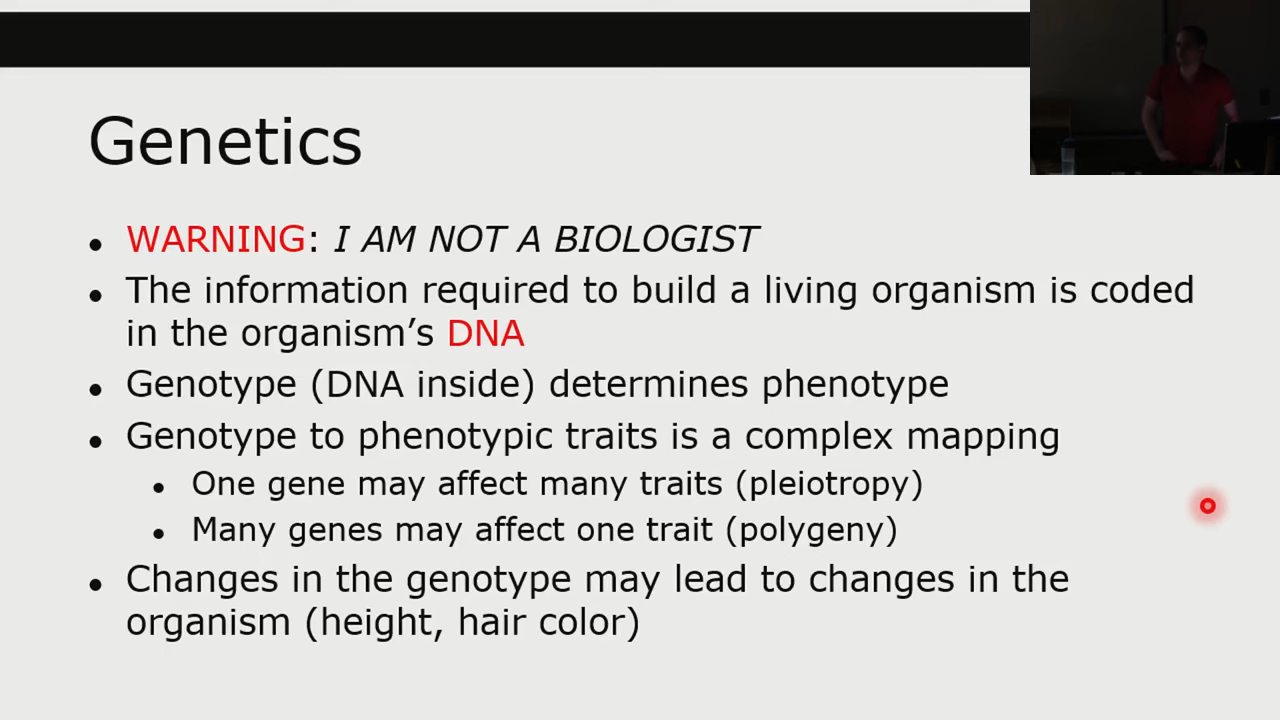 Genetics
WARNING: I AM NOT A BIOLOGIST
The information required to build a living organism is coded
in the organism’s DNA
Genotype (DNA inside) determines phenotype
Genotype to phenotypic traits is a complex mapping
One gene may affect many traits (pleiotropy)
Many genes may affect one trait (polygeny)
Changes in the genotype may lead to changes in the
organism (height, hair color)